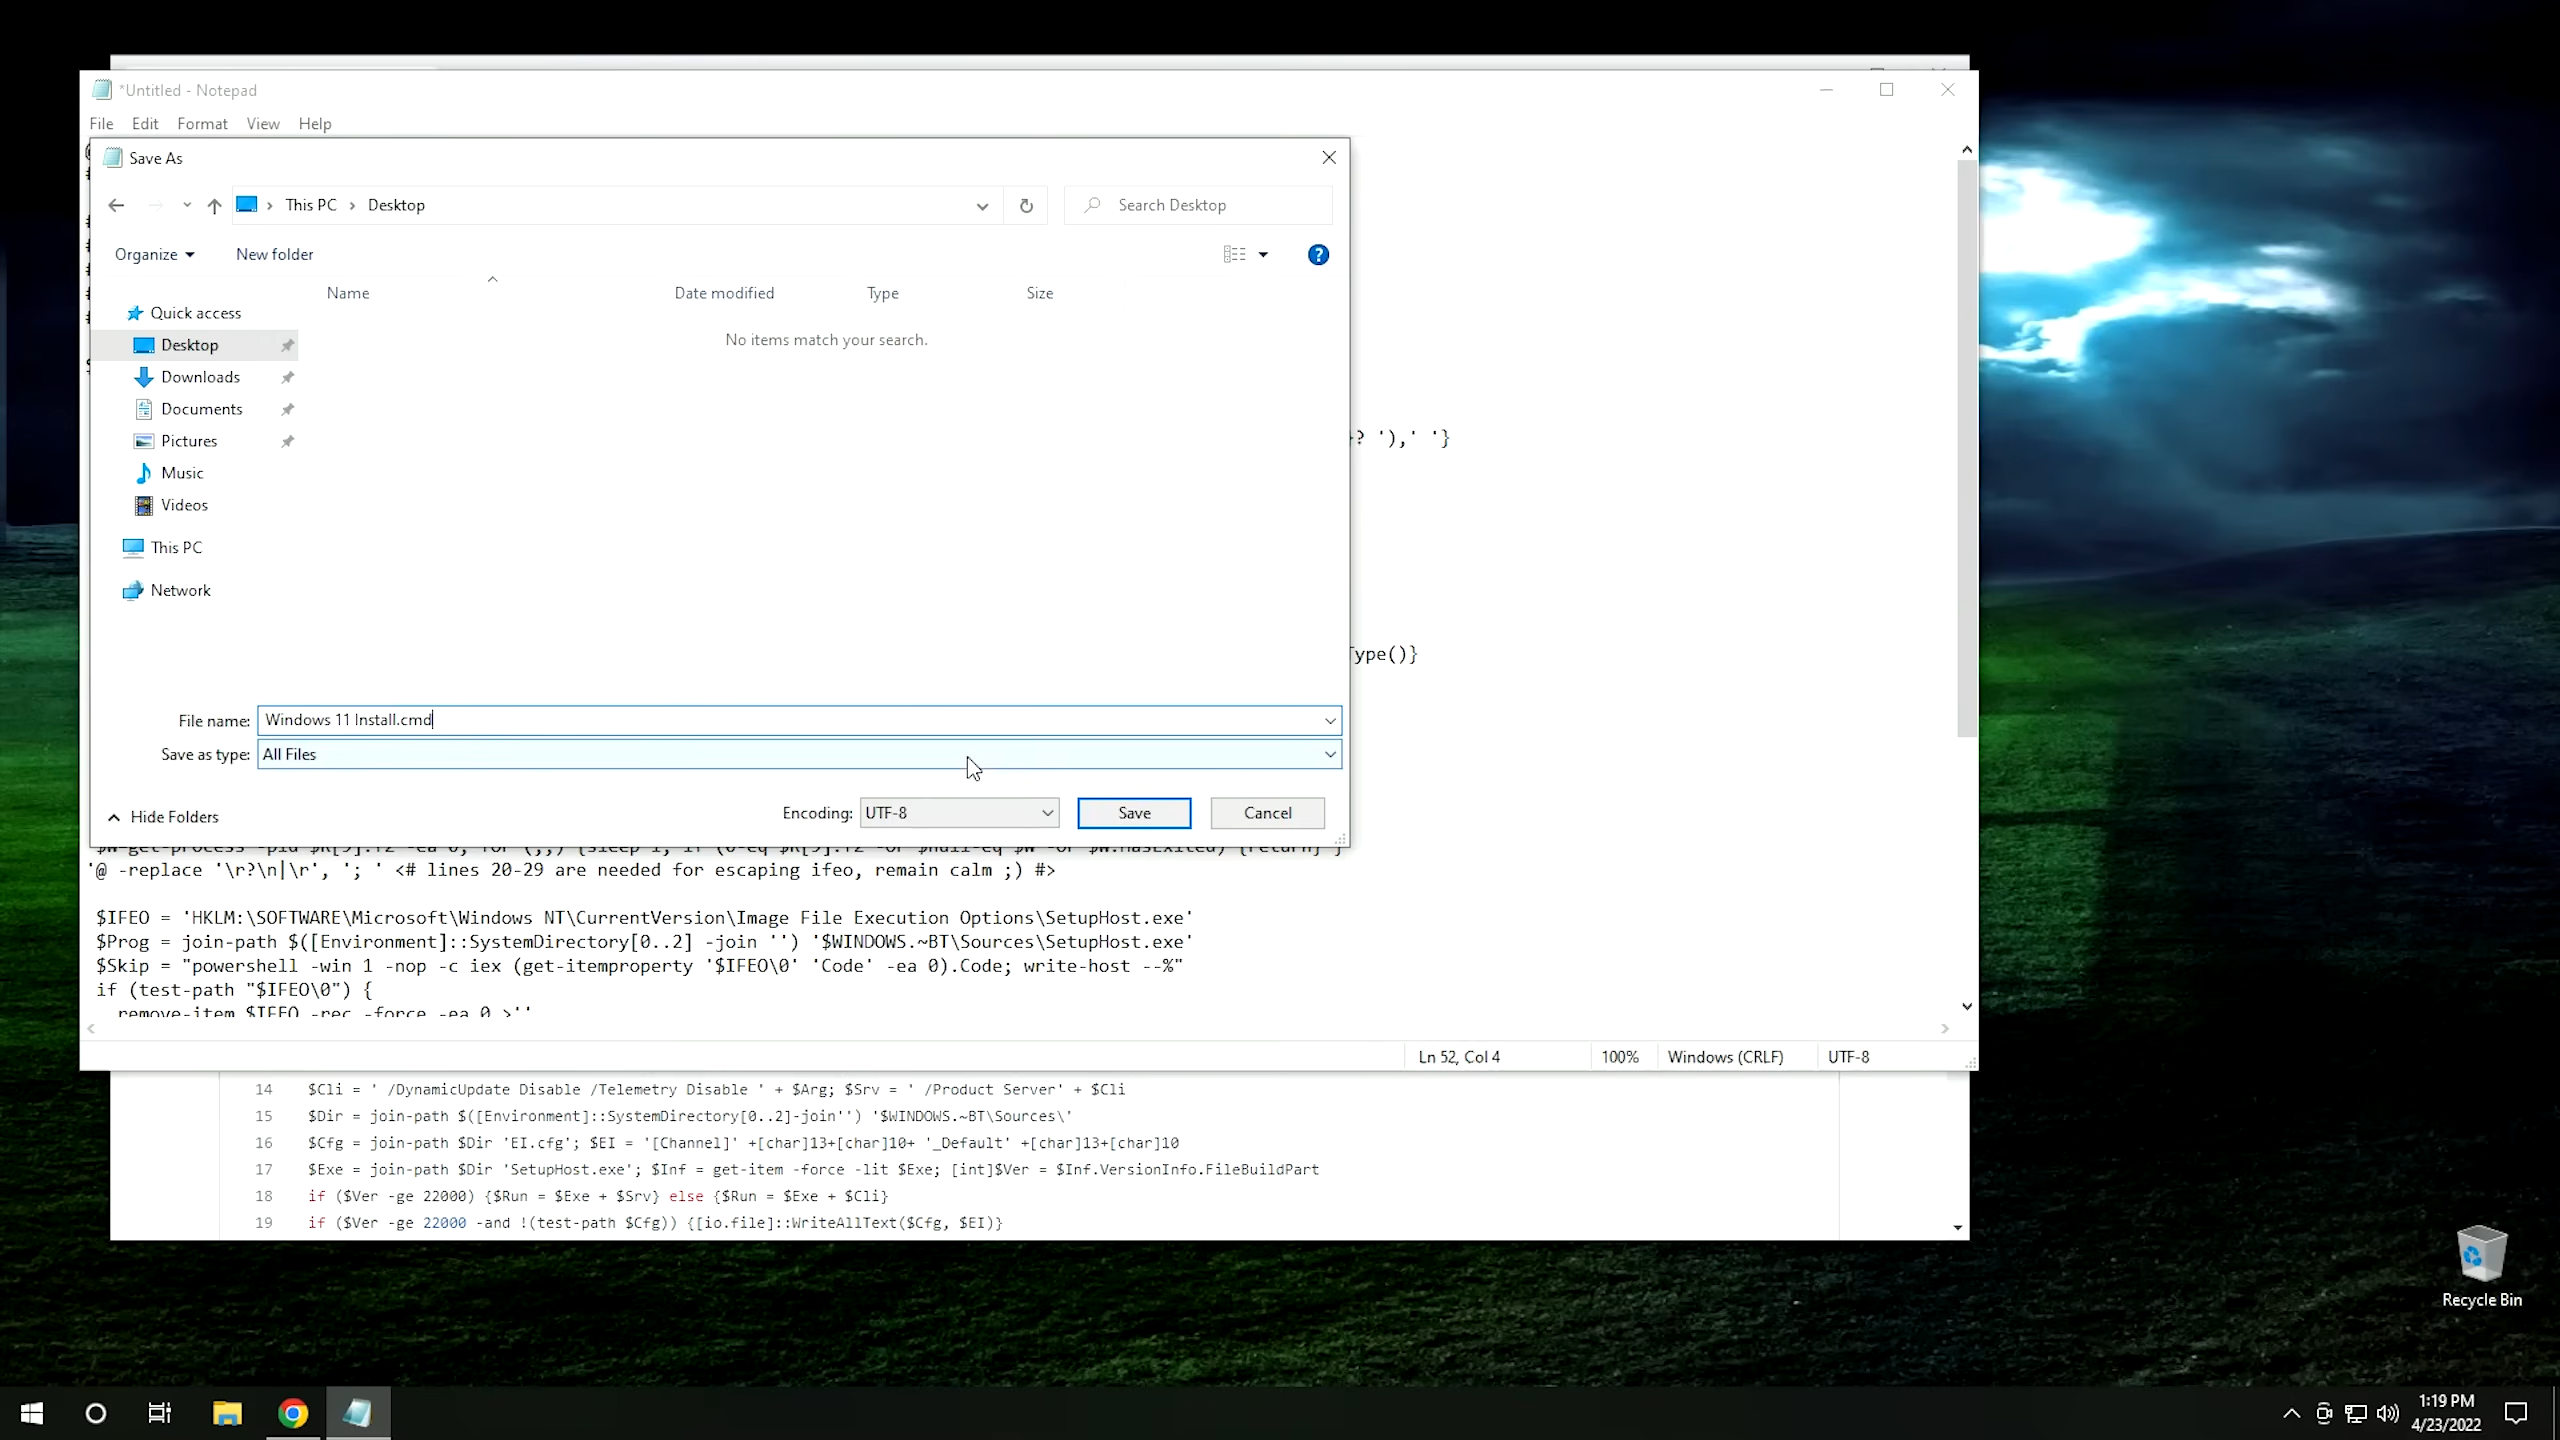 *Untitled - Notepad
File Edit Format View Help
Save As
This PC Desktop
Search Desktop
Organize New folder
Name Date modified Type Size
No items match your search.
Quick access
Desktop
Downloads
Documents
Pictures
Music
Videos
This PC
Network
? '),' '}
Type()}
File name: Windows 11 Install.cmd
Save as type: All Files
Hide Folders
Encoding: UTF-8 Save Cancel
'@ -replace '\r?\n|\r', '; ' <# lines 20-29 are needed for escaping ifeo, remain calm ;) #>
$IFEO = 'HKLM:\SOFTWARE\Microsoft\Windows NT\CurrentVersion\Image File Execution Options\SetupHost.exe'
$Prog = join-path $([Environment]::SystemDirectory[0..2] -join '') '$WINDOWS.~BT\Sources\SetupHost.exe'
$Skip = "powershell -win 1 -nop -c iex (get-itemproperty '$IFEO\0' 'Code' -ea 0).Code; write-host --%"
if (test-path "$IFEO\0") {
remove-item $IFEO -rec -force -ea 0 >''
Ln 52, Col 4 100% Windows (CRLF) UTF-8
14 $Cli = ' /DynamicUpdate Disable /Telemetry Disable ' + $Arg; $Srv = ' /Product Server' + $Cli
15 $Dir = join-path $([Environment]::SystemDirectory[0..2]-join'') '$WINDOWS.~BT\Sources\'
16 $Cfg = join-path $Dir 'EI.cfg'; $EI = '[Channel]' +[char]13+[char]10+ '_Default' +[char]13+[char]10
17 $Exe = join-path $Dir 'SetupHost.exe'; $Inf = get-item -force -lit $Exe; [int]$Ver = $Inf.VersionInfo.FileBuildPart
18 if ($Ver -ge 22000) {$Run = $Exe + $Srv} else {$Run = $Exe + $Cli}
19 if ($Ver -ge 22000 -and !(test-path $Cfg)) {[io.file]::WriteAllText($Cfg, $EI)}
Recycle Bin
1:19 PM
4/23/2022